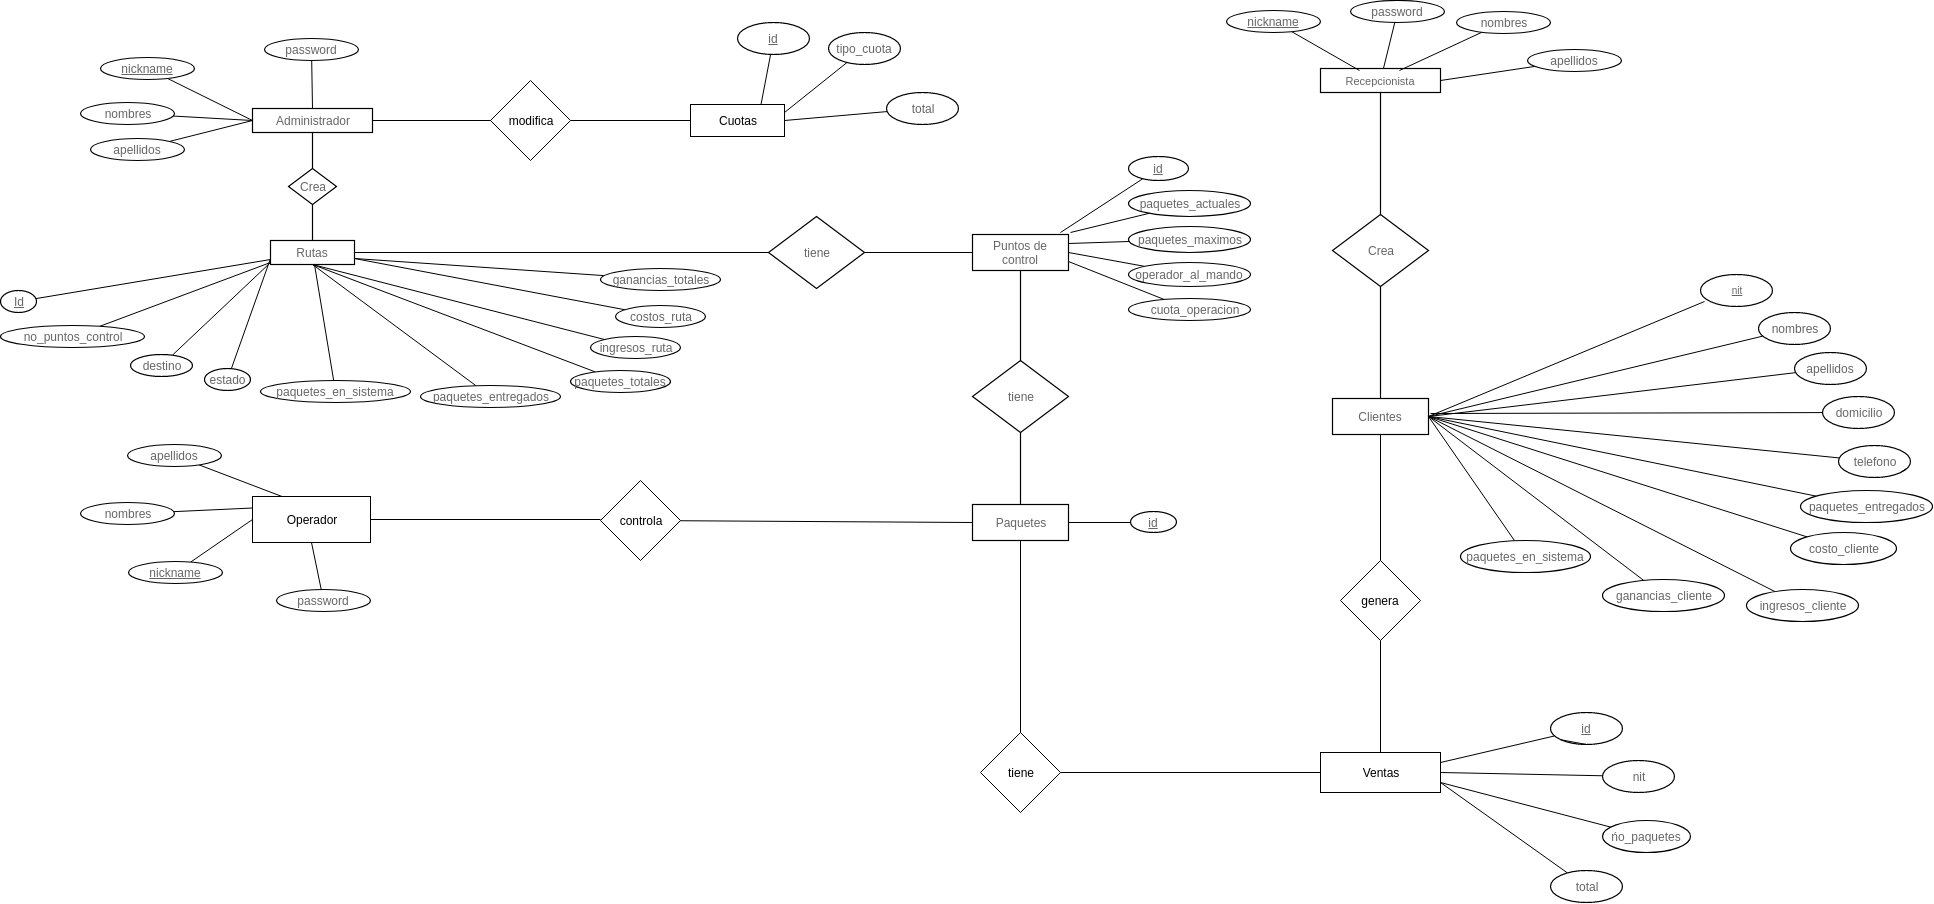 nickname
password
nombres
apellidos
Recepcionista
password
nickname
nombres
apellidos
Administrador
modifica
id
tipo_cuota
total
Cuotas
Crea
Rutas
tiene
Puntos de
control
id
paquetes_actuales
paquetes_maximos
operador_al_mando
cuota_operacion
Crea
Id
no_puntos_control
destino
estado
paquetes_en_sistema
paquetes_entregados
paquetes_totales
ingresos_ruta
costos_ruta
ganancias_totales
tiene
Clientes
nit
nombres
apellidos
domicilio
telefono
paquetes_entregados
costo_cliente
ingresos_cliente
ganancias_cliente
paquetes_en_sistema
apellidos
nombres
nickname
password
Operador
controla
Paquetes
id
genera
tiene
Ventas
id
nit
no_paquetes
total